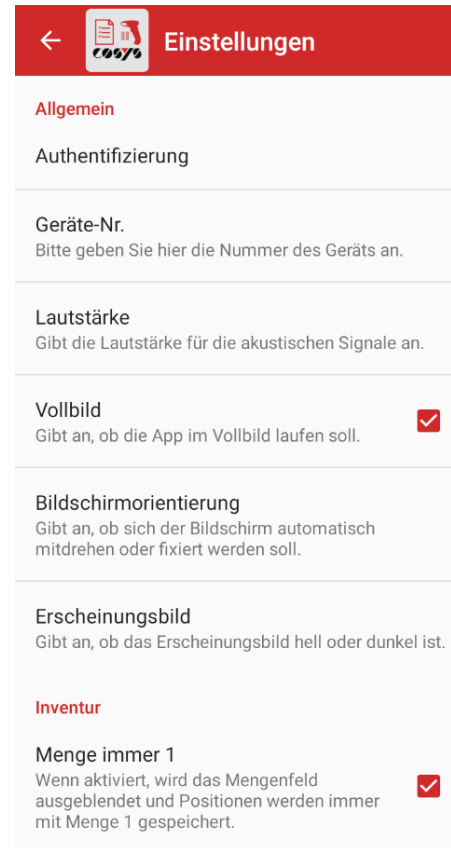 COSYS
Einstellungen
Allgemein
Authentifizierung
Geräte-Nr.
Bitte geben Sie hier die Nummer des Geräts an.
Lautstärke
Gibt die Lautstärke für die akustischen Signale an.
Vollbild
Gibt an, ob die App im Vollbild laufen soll.
Bildschirmorientierung
Gibt an, ob sich der Bildschirm automatisch
mitdrehen oder fixiert werden soll.
Erscheinungsbild
Gibt an, ob das Erscheinungsbild hell oder dunkel ist.
Inventur
Menge immer 1
Wenn aktiviert, wird das Mengenfeld
ausgeblendet und Positionen werden immer
mit Menge 1 gespeichert.